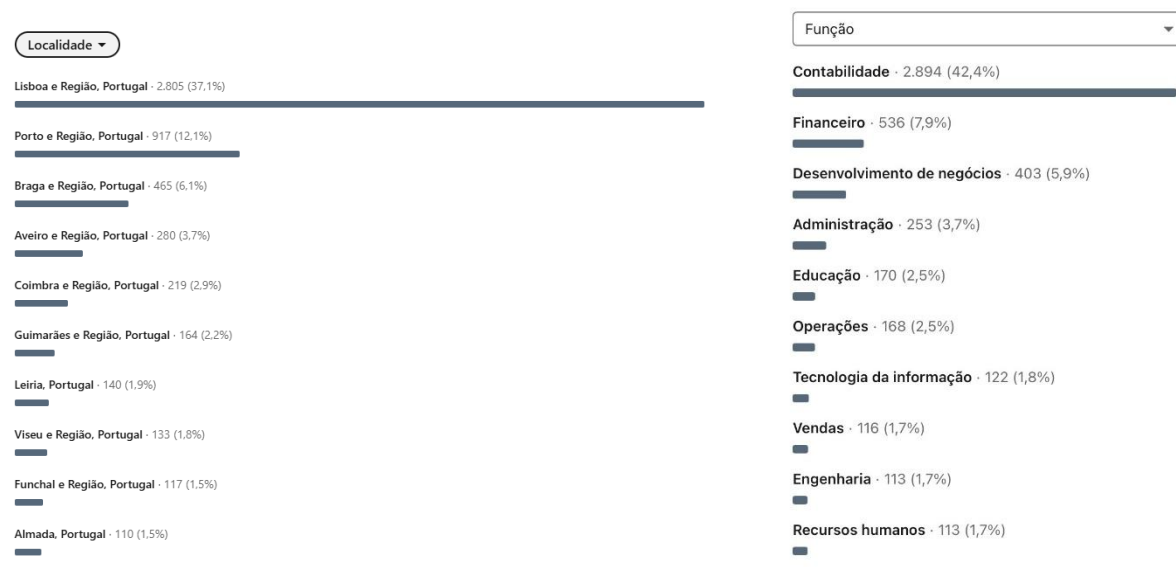 Localidade
Lisboa e Região, Portugal · 2.805 (37,1%)
Porto e Região, Portugal · 917 (12,1%)
Braga e Região, Portugal · 465 (6,1%)
Aveiro e Região, Portugal · 280 (3,7%)
Coimbra e Região, Portugal · 219 (2,9%)
Guimarães e Região, Portugal · 164 (2,2%)
Leiria, Portugal · 140 (1,9%)
Viseu e Região, Portugal · 133 (1,8%)
Funchal e Região, Portugal · 117 (1,5%)
Almada, Portugal · 110 (1,5%)
Função
Contabilidade · 2.894 (42,4%)
Financeiro · 536 (7,9%)
Desenvolvimento de negócios · 403 (5,9%)
Administração · 253 (3,7%)
Educação · 170 (2,5%)
Operações · 168 (2,5%)
Tecnologia da informação · 122 (1,8%)
Vendas · 116 (1,7%)
Engenharia · 113 (1,7%)
Recursos humanos · 113 (1,7%)